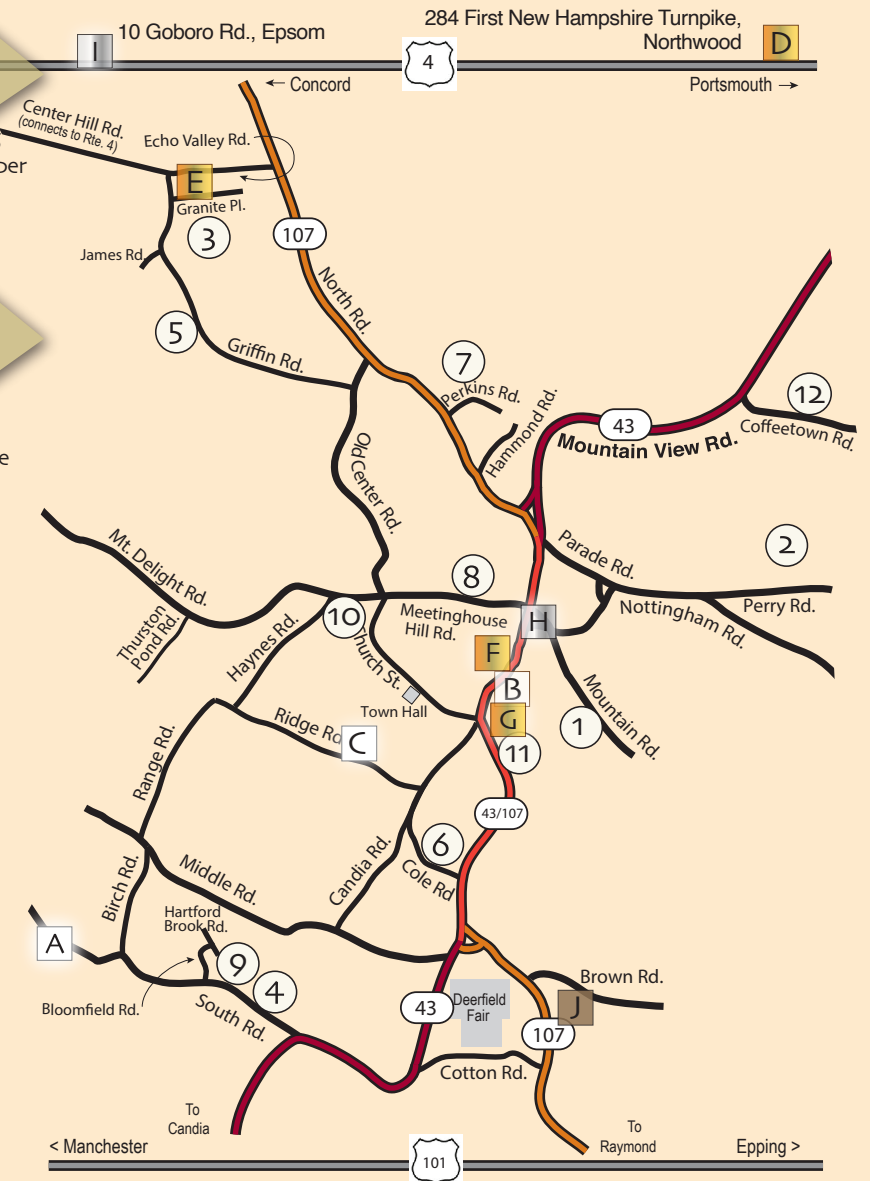 I
10 Goboro Rd., Epsom
284 First New Hampshire Turnpike,
Northwood
D
4
← Concord
Portsmouth →
Center Hill Rd.
(connects to Rte. 4)
Echo Valley Rd.
E
Granite Pl.
3
107
James Rd.
North Rd.
5
Griffin Rd.
7
Perkins Rd.
Hammond Rd.
12
43
Mountain View Rd.
Coffeetown Rd.
Old Center Rd.
Mt. Delight Rd.
Parade Rd.
2
8
Thurston
Pond Rd.
Haynes Rd.
10
Meetinghouse
Hill Rd.
H
Nottingham Rd.
Perry Rd.
Church St.
F
Town Hall
B
G
Mountain Rd.
1
11
Range Rd.
Ridge Rd
C
43/107
6
Cole Rd
Candia Rd.
Birch Rd.
Middle Rd.
Hartford
Brook Rd.
A
9
4
Bloomfield Rd.
South Rd.
43
Deerfield
Fair
Brown Rd.
J
107
Cotton Rd.
To
Candia
To
Raymond
< Manchester
101
Epping >